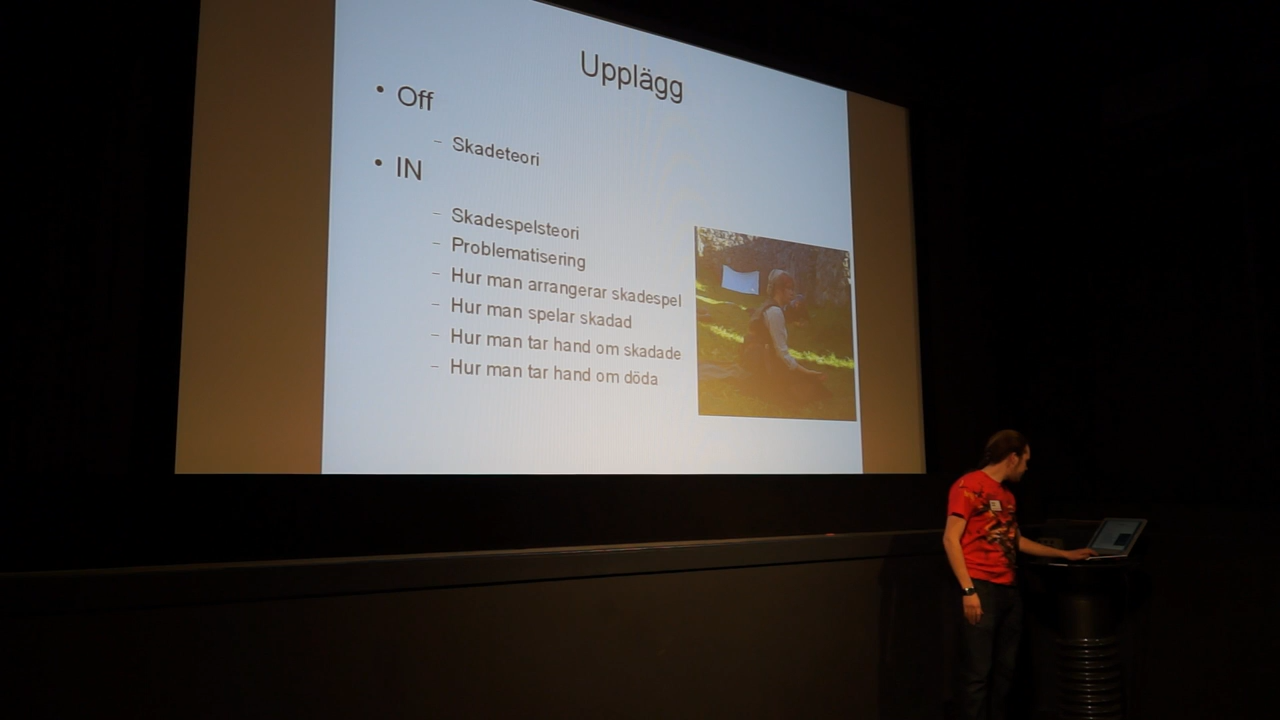 Upplägg
• Off
– Skadeteori
• IN
– Skadespelsteori
– Problematisering
– Hur man arrangerar skadespel
– Hur man spelar skadad
– Hur man tar hand om skadade
– Hur man tar hand om döda